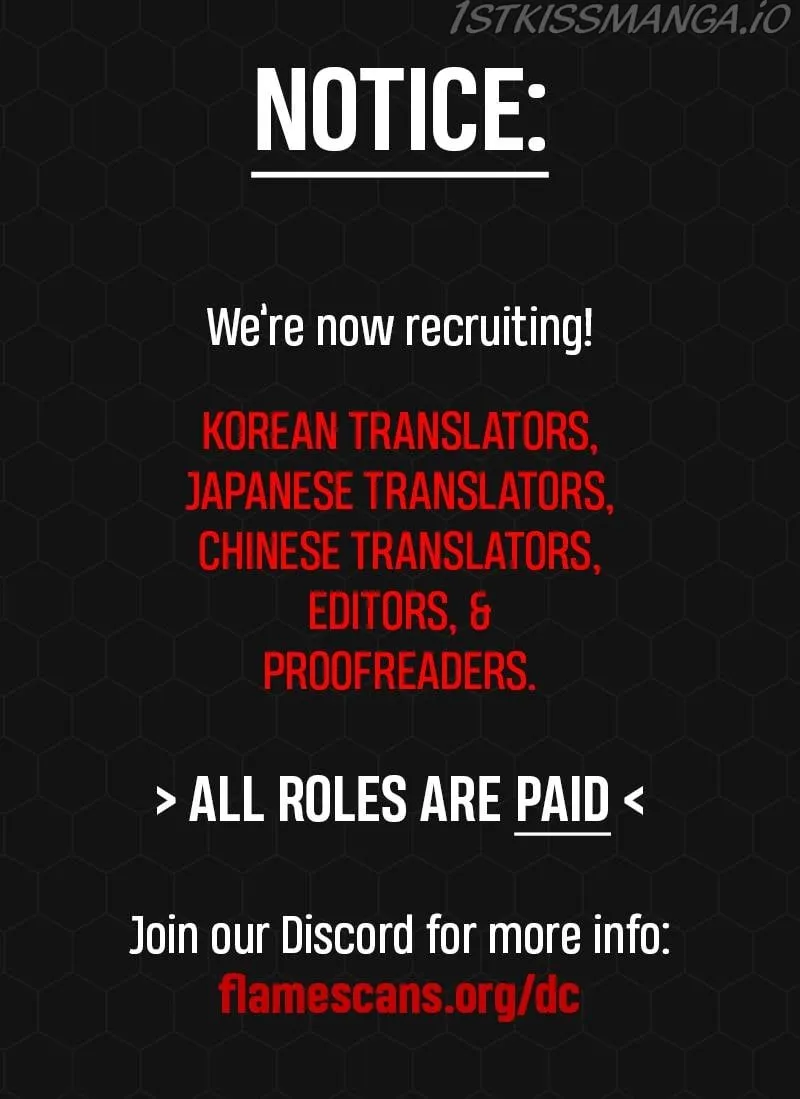 1STKISSMANGA.IO
NOTICE:
We're now recruiting!
KOREAN TRANSLATORS,
JAPANESE TRANSLATORS,
CHINESE TRANSLATORS,
EDITORS, &
PROOFREADERS.
> ALL ROLES ARE PAID <
Join our Discord for more info:
flamescans.org/dc